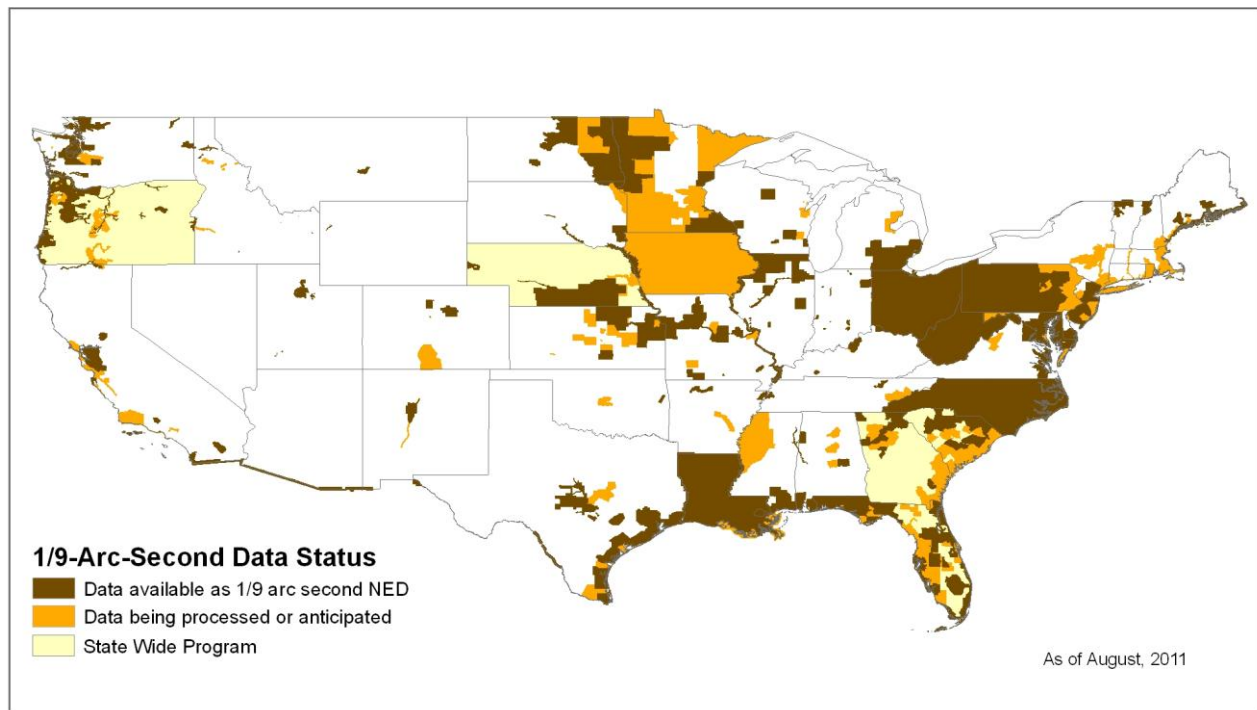 1/9-Arc-Second Data Status
Data available as 1/9 arc second NED
Data being processed or anticipated
State Wide Program
As of August, 2011